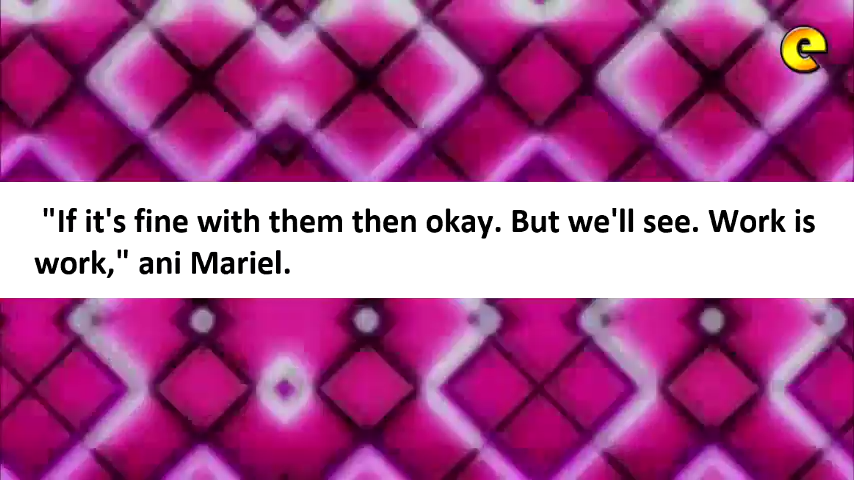 e
"If it's fine with them then okay. But we'll see. Work is
work," ani Mariel.